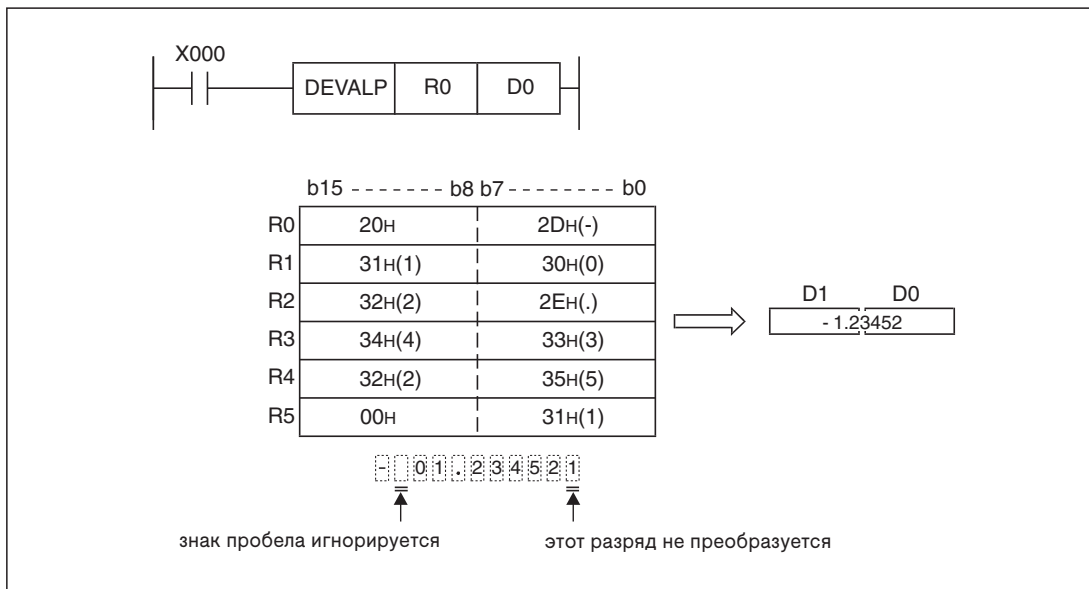 X000
DEVALP R0 D0
b15 - - - - - - - b8 b7 - - - - - - - - b0
R0 20H 2DH(-)
R1 31H(1) 30H(0)
R2 32H(2) 2EH(.)
R3 34H(4) 33H(3)
R4 32H(2) 35H(5)
R5 00H 31H(1)
D1 D0
- 1.23452
- 0 1 . 2 3 4 5 2 1
знак пробела игнорируется
этот разряд не преобразуется